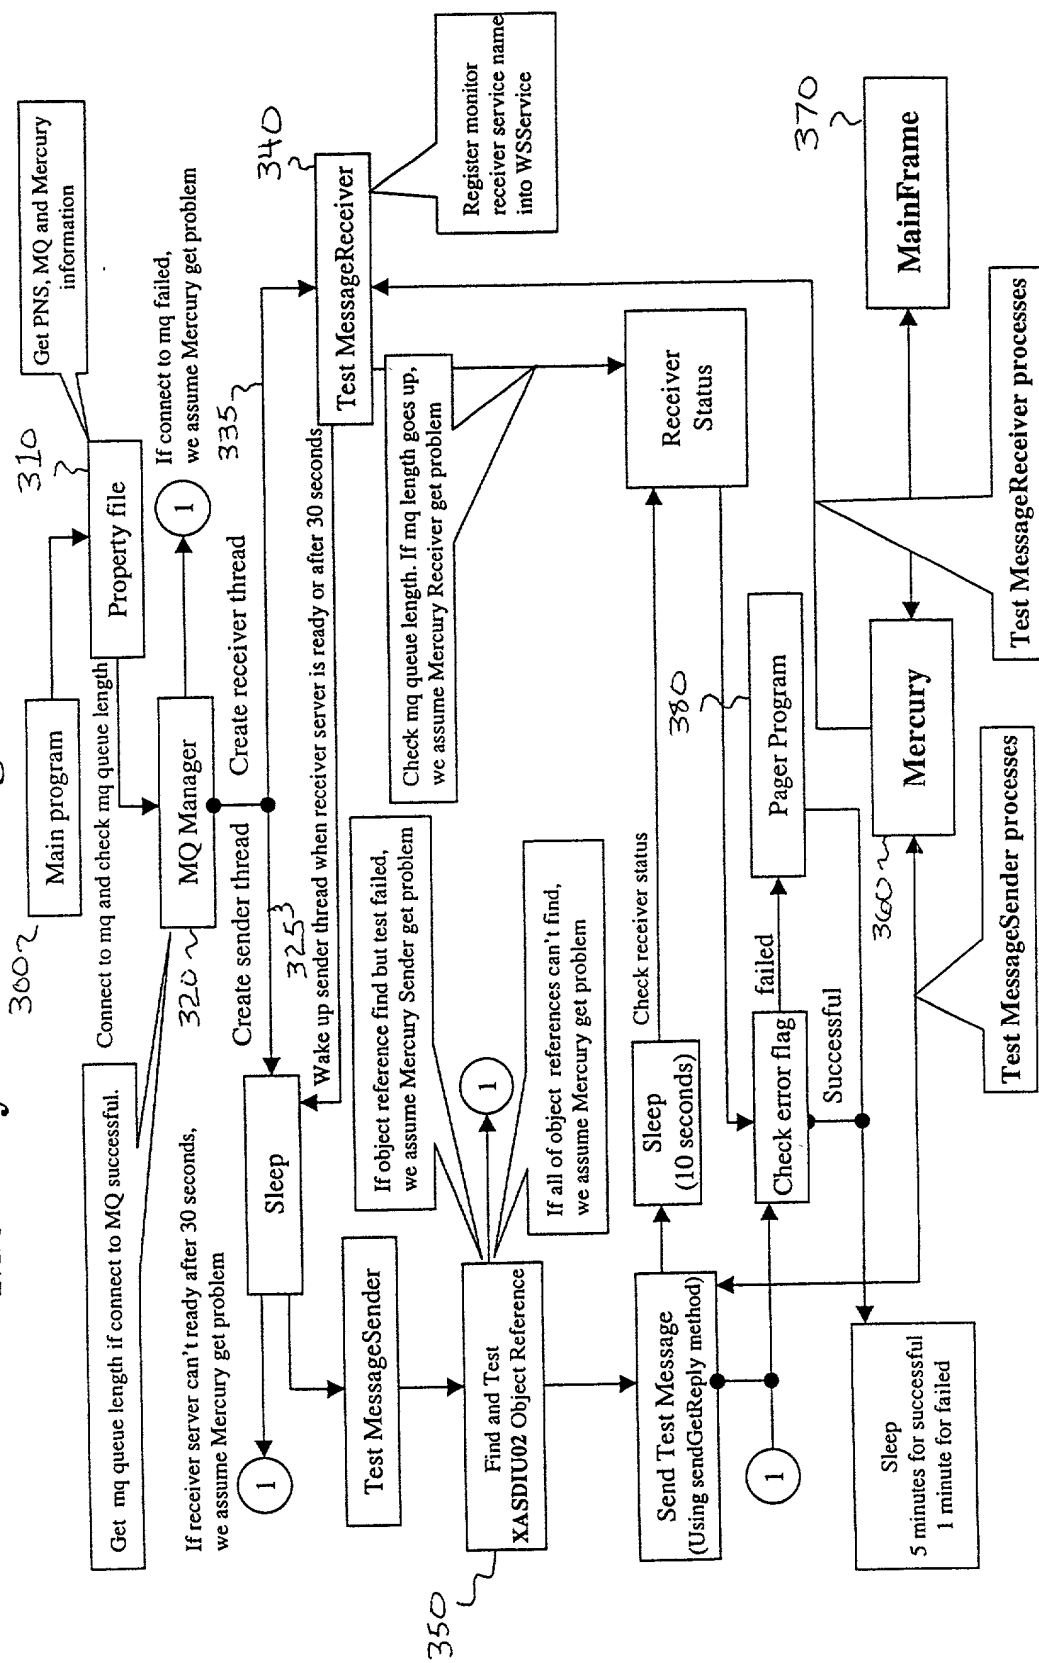 300
Main program
310
Property file
Get PNS, MQ and Mercury
information
Connect to mq and check mq queue length
Get mq queue length if connect to MQ successful.
320
MQ Manager
1
If connect to mq failed,
we assume Mercury get problem
Create sender thread
Create receiver thread
325
335
340
If receiver server can't ready after 30 seconds,
we assume Mercury get problem
1
Sleep
Wake up sender thread when receiver server is ready or after 30 seconds
Test MessageReceiver
Register monitor
receiver service name
into WSService
Test MessageSender
If object reference find but test failed,
we assume Mercury Sender get problem
Check mq queue length. If mq length goes up,
we assume Mercury Receiver get problem
350
Find and Test
XASDIU02 Object Reference
1
If all of object references can't find,
we assume Mercury get problem
Send Test Message
(Using sendGetReply method)
Sleep
(10 seconds)
Check receiver status
Receiver
Status
1
Check error flag
failed
Successful
380
Pager Program
Sleep
5 minutes for successful
1 minute for failed
360
Mercury
370
MainFrame
Test MessageSender processes
Test MessageReceiver processes